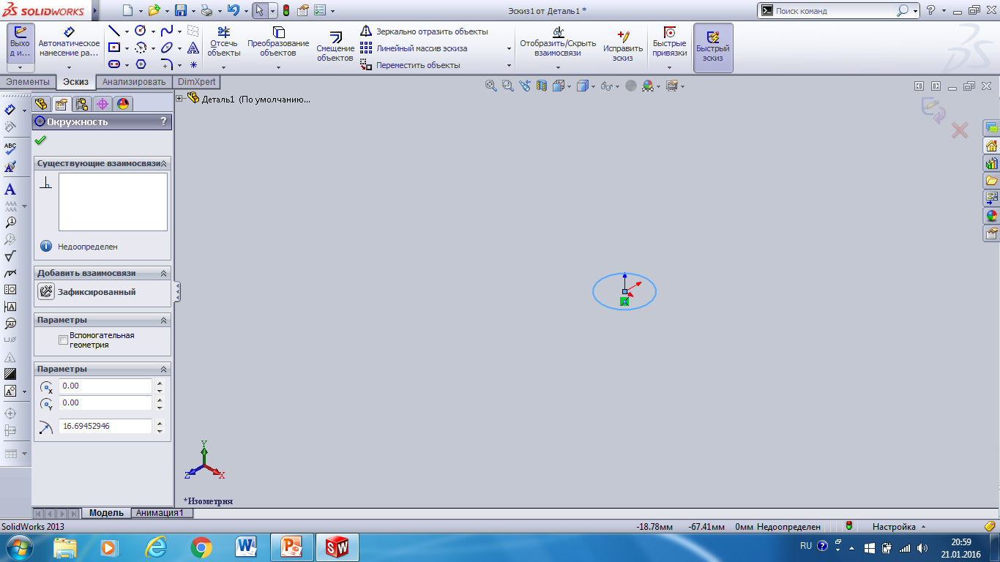 SOLIDWORKS
Эскиз1 от Деталь1 *
Поиск команд
Выхо
д и...
Автоматическое
нанесение ра...
Отсечь
объекты
Преобразование
объектов
Смещение
объектов
Зеркально отразить объекты
Линейный массив эскиза
Переместить объекты
Отобразить/Скрыть
взаимосвязи
Исправить
эскиз
Быстрые
привязки
Быстрый
эскиз
Элементы
Эскиз
Анализировать
DimXpert
Деталь1 (По умолчанию...
Окружность
?
Существующие взаимосвязи
Недоопределен
Добавить взаимосвязи
Зафиксированный
Параметры
Вспомогательная
геометрия
Параметры
X
0.00
Y
0.00
16.69452946
ABC
A
AAA
AAA
Y
Z
X
*Изометрия
Модель
Анимация1
SolidWorks 2013
-18.78мм
-67.41мм
0мм
Недоопределен
Настройка
RU
20:59
21.01.2016